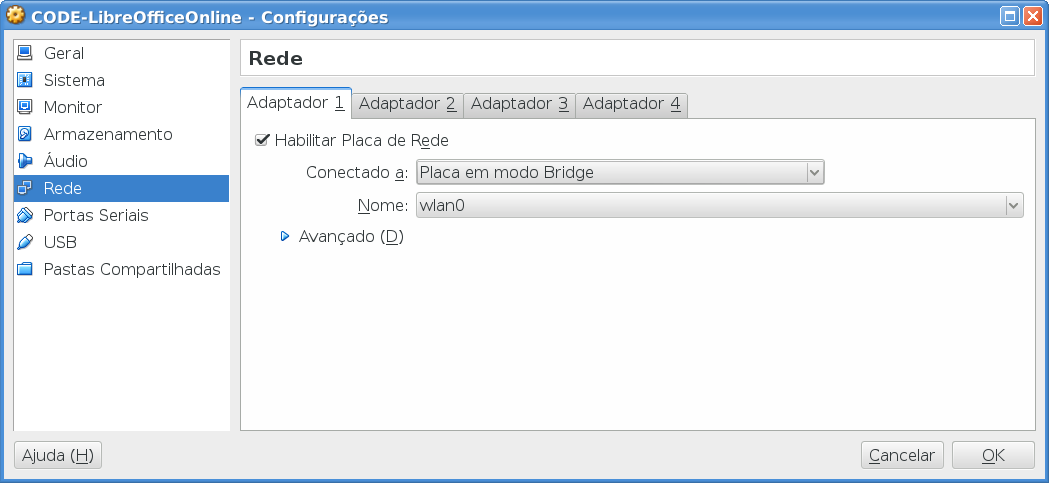 CODE-LibreOfficeOnline - Configurações
Geral
Sistema
Monitor
Armazenamento
Áudio
Rede
Portas Seriais
USB
Pastas Compartilhadas
Rede
Adaptador 1 Adaptador 2 Adaptador 3 Adaptador 4
Habilitar Placa de Rede
Conectado a: Placa em modo Bridge
Nome: wlan0
Avançado (D)
Ajuda (H) Cancelar OK